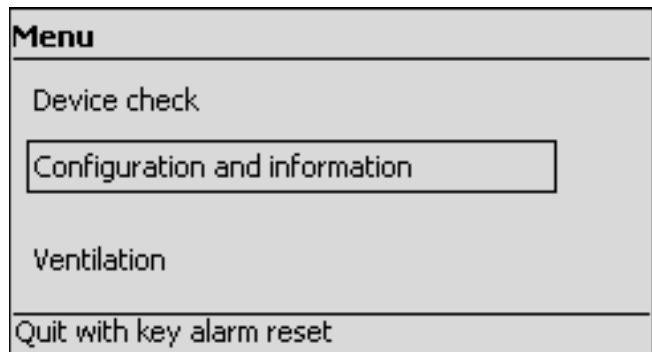 Menu
Device check
Configuration and information
Ventilation
Quit with key alarm reset